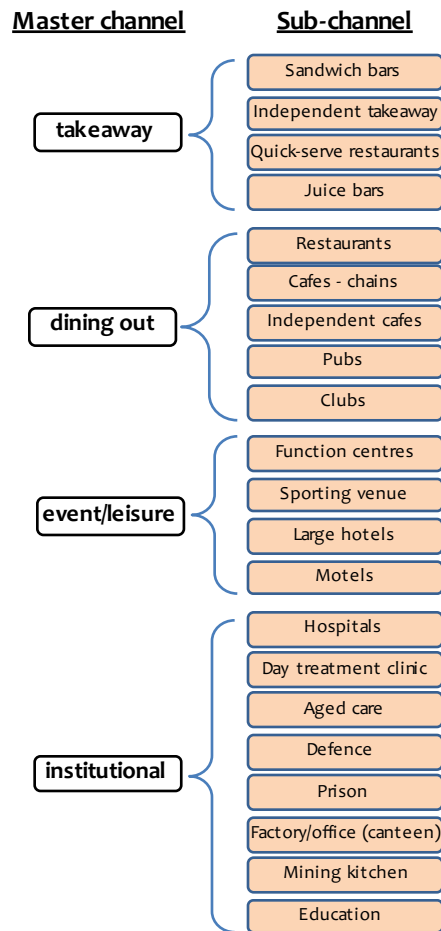 Master channel
Sub-channel
takeaway
Sandwich bars
Independent takeaway
Quick-serve restaurants
Juice bars
dining out
Restaurants
Cafes - chains
Independent cafes
Pubs
Clubs
event/leisure
Function centres
Sporting venue
Large hotels
Motels
institutional
Hospitals
Day treatment clinic
Aged care
Defence
Prison
Factory/office (canteen)
Mining kitchen
Education